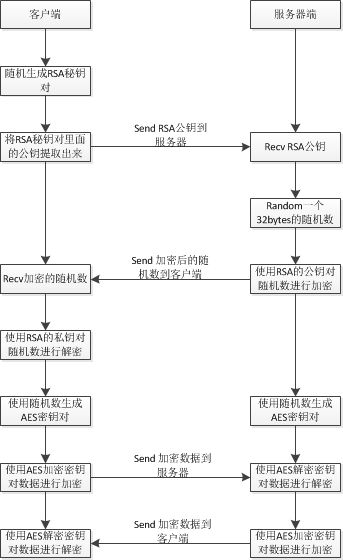 客户端
服务器端
随机生成RSA秘钥
对
将RSA秘钥对里面
的公钥提取出来
Send RSA公钥到
服务器
Recv RSA公钥
Random一个
32bytes的随机数
Send 加密后的随
机数到客户端
Recv加密的随机数
使用RSA的公钥对
随机数进行加密
使用RSA的私钥对
随机数进行解密
使用随机数生成
AES密钥对
使用随机数生成
AES密钥对
使用AES加密密钥
对数据进行加密
Send 加密数据到
服务器
使用AES解密密钥
对数据进行解密
使用AES解密密钥
对数据进行解密
Send 加密数据到
客户端
使用AES加密密钥
对数据进行加密